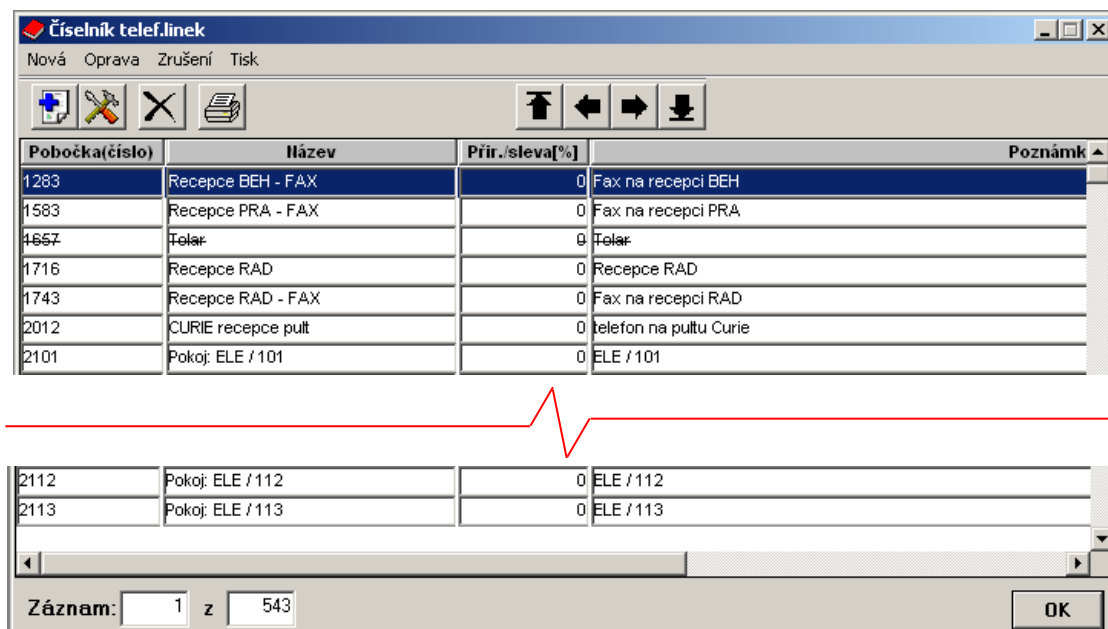 Číselník telef.linek
Nová Oprava Zrušení Tisk
Pobočka(číslo) Název Přir./sleva[%] Poznámk
1283 Recepce BEH - FAX 0 Fax na recepci BEH
1583 Recepce PRA - FAX 0 Fax na recepci PRA
1657 Tolar 0 Tolar
1716 Recepce RAD 0 Recepce RAD
1743 Recepce RAD - FAX 0 Fax na recepci RAD
2012 CURIE recepce pult 0 telefon na pultu Curie
2101 Pokoj: ELE / 101 0 ELE / 101
2112 Pokoj: ELE / 112 0 ELE / 112
2113 Pokoj: ELE / 113 0 ELE / 113
Záznam: 1 z 543 OK